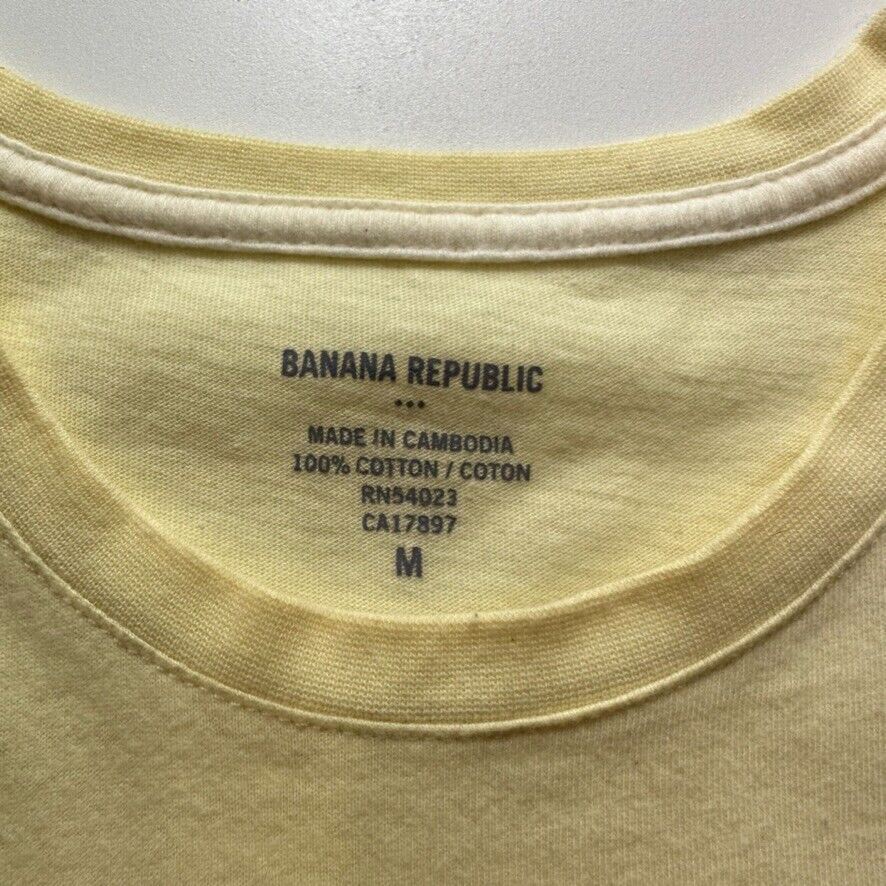 BANANA REPUBLIC
•••
MADE IN CAMBODIA
100% COTTON / COTON
RN54023
CA17897
M